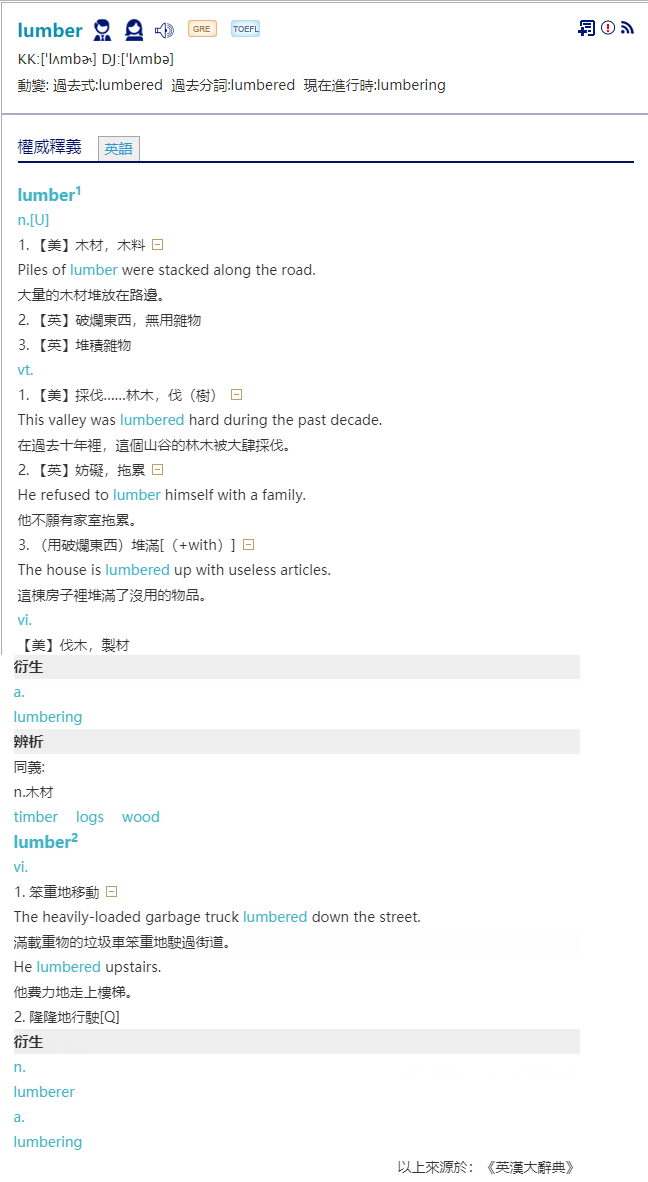 lumber GRE TOEFL
KK:[ˋlʌmbɚ] DJ:[ˋlʌmbə]
動變: 過去式:lumbered 過去分詞:lumbered 現在進行時:lumbering
權威釋義 英語
lumber1
n.[U]
1. 【美】木材，木料
Piles of lumber were stacked along the road.
大量的木材堆放在路邊。
2. 【英】破爛東西，無用雜物
3. 【英】堆積雜物
vt.
1. 【美】採伐……林木，伐（樹）
This valley was lumbered hard during the past decade.
在過去十年裡，這個山谷的林木被大肆採伐。
2. 【英】妨礙，拖累
He refused to lumber himself with a family.
他不願有家室拖累。
3. （用破爛東西）堆滿[（+with）]
The house is lumbered up with useless articles.
這棟房子裡堆滿了沒用的物品。
vi.
【美】伐木，製材
衍生
a.
lumbering
辨析
同義:
n.木材
timber logs wood
lumber2
vi.
1. 笨重地移動
The heavily-loaded garbage truck lumbered down the street.
滿載重物的垃圾車笨重地駛過街道。
He lumbered upstairs.
他費力地走上樓梯。
2. 隆隆地行駛[Q]
衍生
n.
lumberer
a.
lumbering
以上來源於：《英漢大辭典》